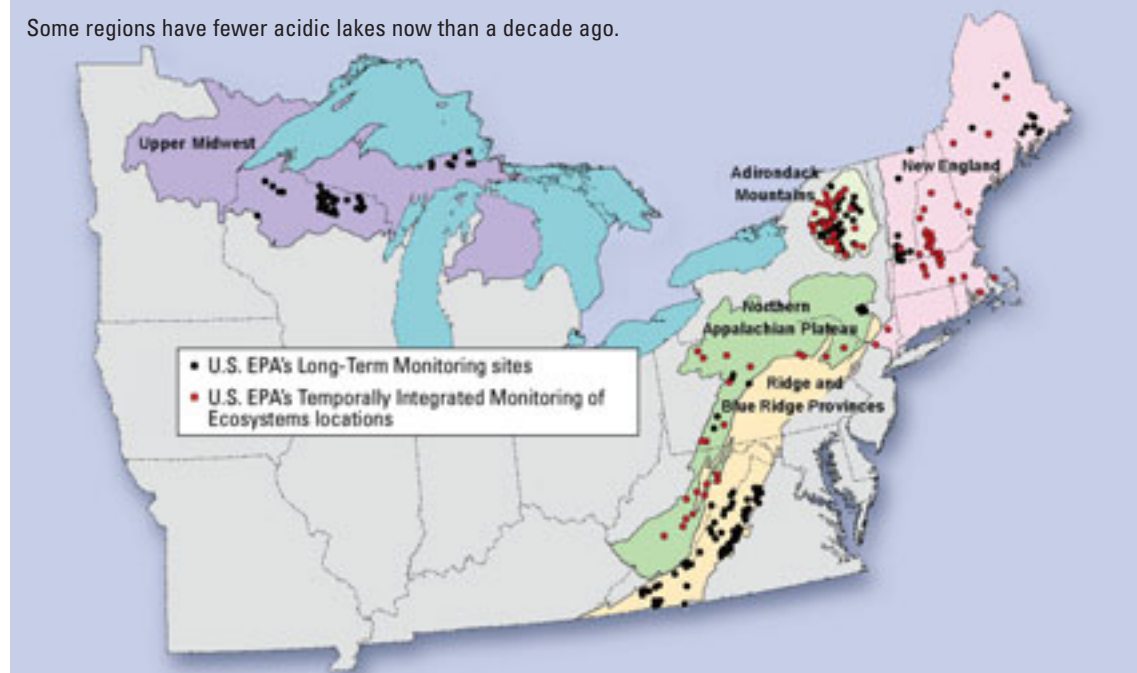 Some regions have fewer acidic lakes now than a decade ago.
Upper Midwest
Adirondack
Mountains
New England
Northern
Appalachian Plateau
Ridge and
Blue Ridge Provinces
U.S. EPA's Long-Term Monitoring sites
U.S. EPA's Temporally Integrated Monitoring of
Ecosystems locations